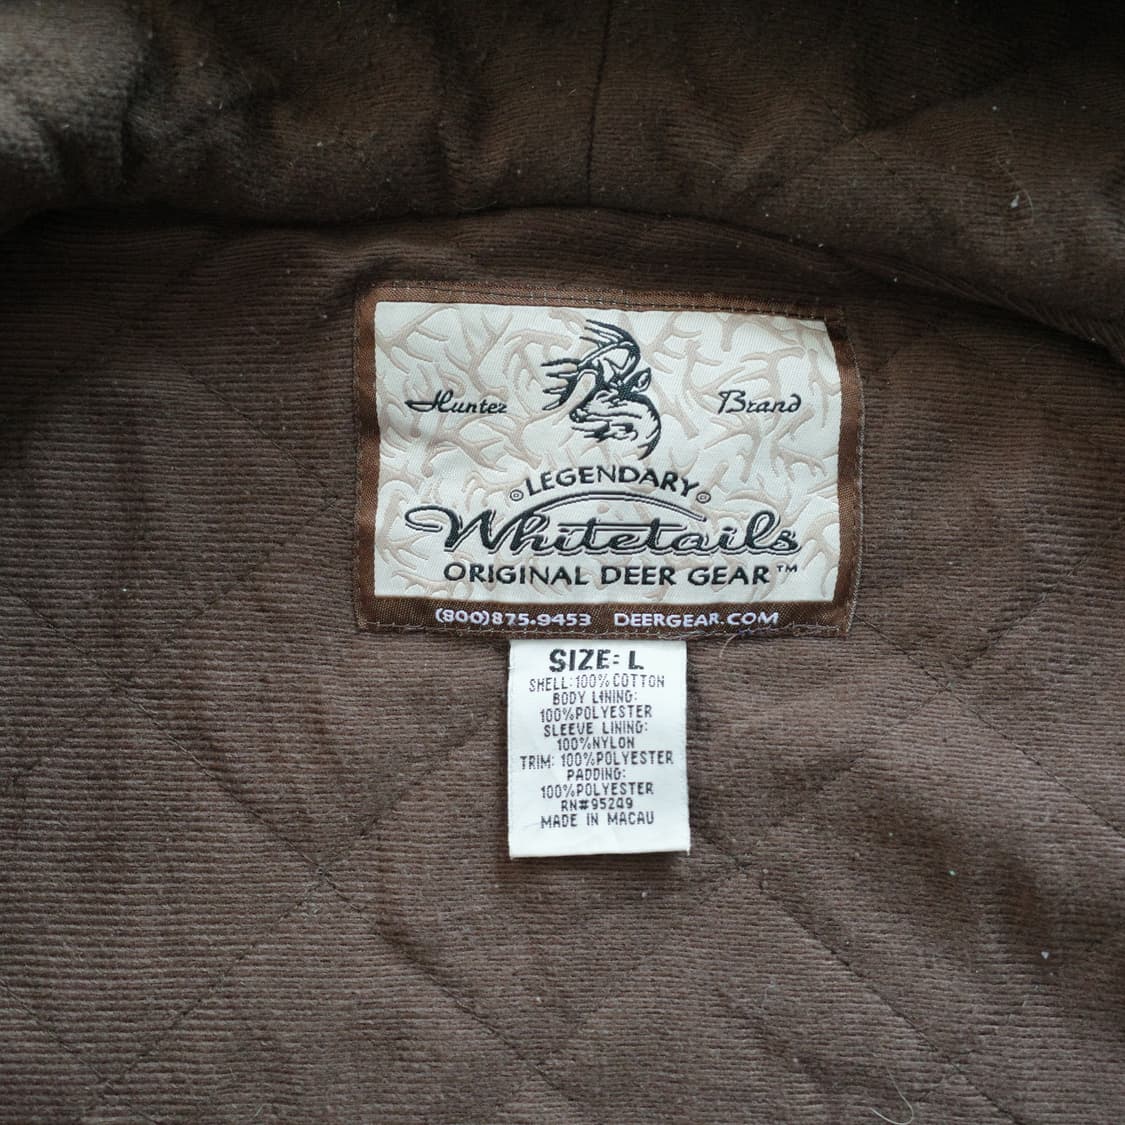 Hunter Brand
LEGENDARY
Whitetails
ORIGINAL DEER GEAR™
(800)875.9453 DEERGEAR.COM
SIZE: L
SHELL:100% COTTON
BODY LINING:
100%POLYESTER
SLEEVE LINING:
100%NYLON
TRIM: 100%POLYESTER
PADDING:
100%POLYESTER
RN#95249
MADE IN MACAU